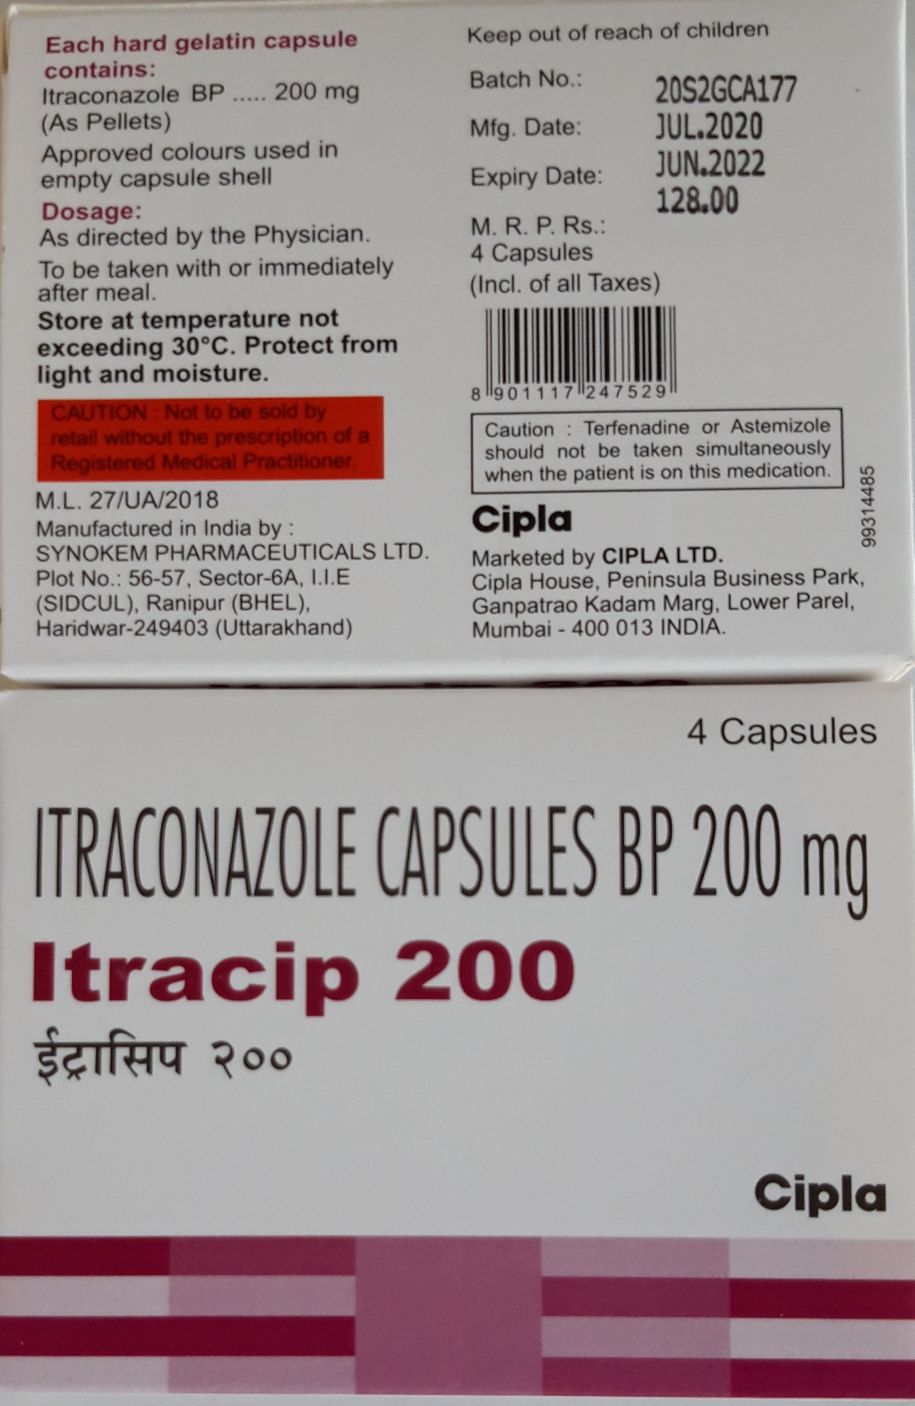 Each hard gelatin capsule
contains:
Itraconazole BP ..... 200 mg
(As Pellets)
Approved colours used in
empty capsule shell
Dosage:
As directed by the Physician.
To be taken with or immediately
after meal.
Store at temperature not
exceeding 30°C. Protect from
light and moisture.
CAUTION : Not to be sold by
retail without the prescription of a
Registered Medical Practitioner.
M.L. 27/UA/2018
Manufactured in India by :
SYNOKEM PHARMACEUTICALS LTD.
Plot No.: 56-57, Sector-6A, I.I.E
(SIDCUL), Ranipur (BHEL),
Haridwar-249403 (Uttarakhand)
Keep out of reach of children
Batch No.: 20S2GCA177
Mfg. Date: JUL.2020
Expiry Date: JUN.2022
M. R. P. Rs.: 128.00
4 Capsules
(Incl. of all Taxes)
8 901117 247529
Caution : Terfenadine or Astemizole
should not be taken simultaneously
when the patient is on this medication.
99314485
Cipla
Marketed by CIPLA LTD.
Cipla House, Peninsula Business Park,
Ganpatrao Kadam Marg, Lower Parel,
Mumbai - 400 013 INDIA.
4 Capsules
ITRACONAZOLE CAPSULES BP 200 mg
Itracip 200
ईट्रासिप २००
Cipla